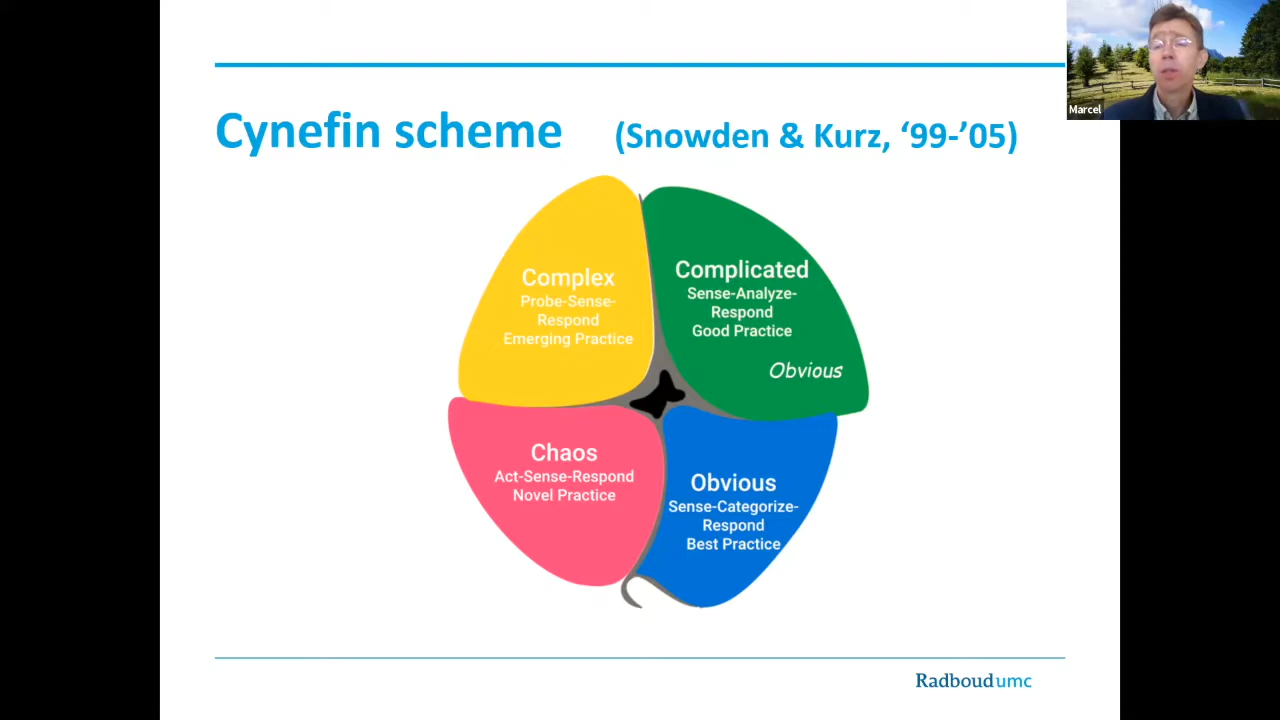 Marcel
Cynefin scheme (Snowden & Kurz, ‘99-’05)
Complex
Probe-Sense-
Respond
Emerging Practice
Complicated
Sense-Analyze-
Respond
Good Practice
Obvious
Chaos
Act-Sense-Respond
Novel Practice
Obvious
Sense-Categorize-
Respond
Best Practice
Radboudumc